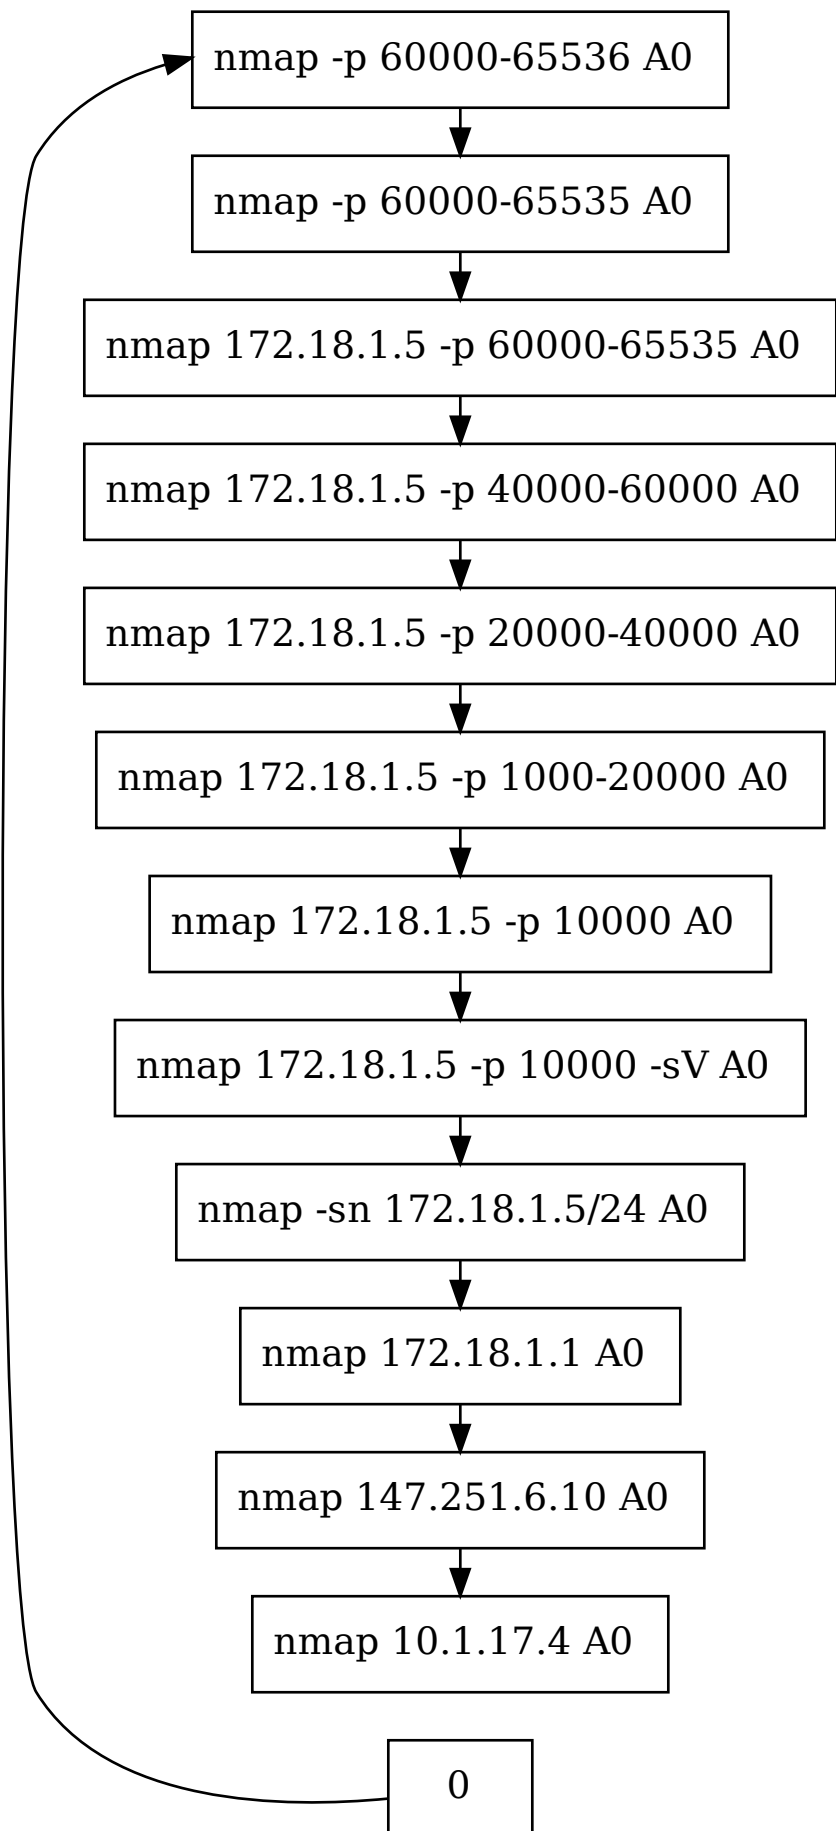 nmap -p 60000-65536 A0
nmap -p 60000-65535 A0
nmap 172.18.1.5 -p 60000-65535 A0
nmap 172.18.1.5 -p 40000-60000 A0
nmap 172.18.1.5 -p 20000-40000 A0
nmap 172.18.1.5 -p 1000-20000 A0
nmap 172.18.1.5 -p 10000 A0
nmap 172.18.1.5 -p 10000 -sV A0
nmap -sn 172.18.1.5/24 A0
nmap 172.18.1.1 A0
nmap 147.251.6.10 A0
nmap 10.1.17.4 A0
0